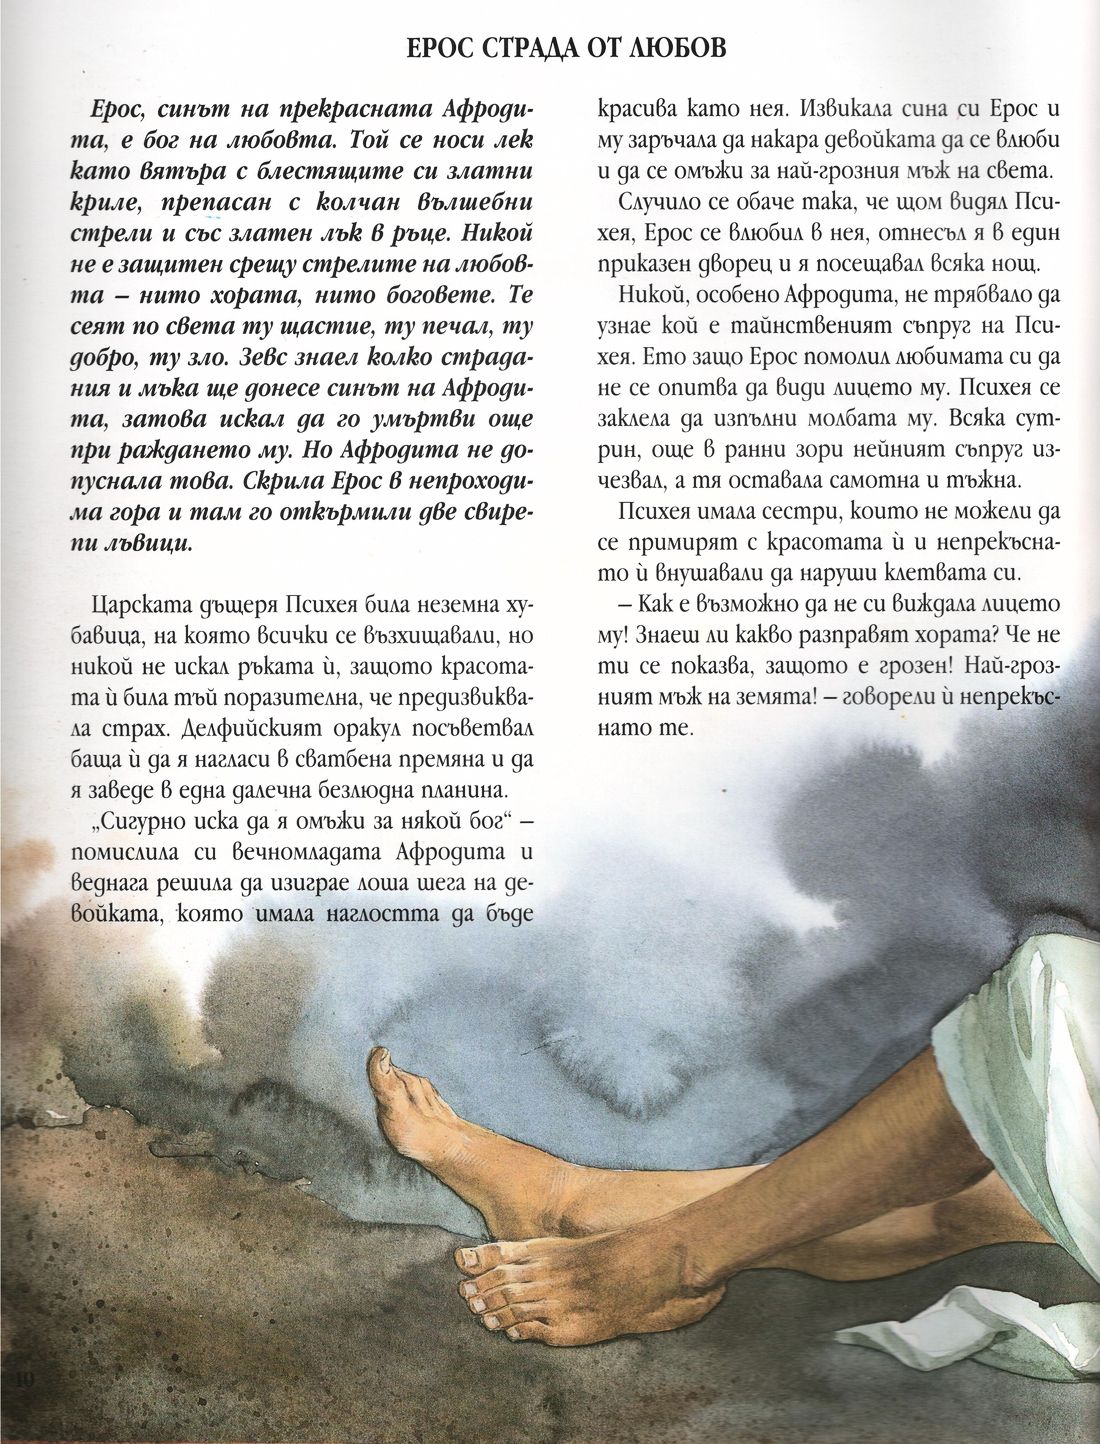 ЕРОС СТРАДА ОТ ЛЮБОВ
Ерос, синът на прекрасната Афроди-
та, е бог на любовта. Той се носи лек
като вятъра с блестящите си златни
криле, препасан с колчан вълшебни
стрели и със златен лък в ръце. Никой
не е защитен срещу стрелите на любов-
та – нито хората, нито боговете. Те
сеят по света ту щастие, ту печал, ту
добро, ту зло. Зевс знаел колко страда-
ния и мъка ще донесе синът на Афроди-
та, затова искал да го умъртви още
при раждането му. Но Афродита не до-
пуснала това. Скрила Ерос в непроходи-
ма гора и там го откърмили две свире-
пи лъвици.
Царската дъщеря Психея била неземна ху-
бавица, на която всички се възхищавали, но
никой не искал ръката ѝ, защото красота-
та ѝ била тъй поразителна, че предизвиква-
ла страх. Делфийският оракул посъветвал
баща ѝ да я нагласи в сватбена премяна и да
я заведе в една далечна безлюдна планина.
„Сигурно иска да я омъжи за някой бог“ –
помислила си вечномладата Афродита и
веднага решила да изиграе лоша шега на де-
войката, която имала наглостта да бъде
красива като нея. Извикала сина си Ерос и
му заръчала да накара девойката да се влюби
и да се омъжи за най-грозния мъж на света.
Случило се обаче така, че щом видял Пси-
хея, Ерос се влюбил в нея, отнесъл я в един
приказен дворец и я посещавал всяка нощ.
Никой, особено Афродита, не трябвало да
узнае кой е тайнственият съпруг на Пси-
хея. Ето защо Ерос помолил любимата си да
не се опитва да види лицето му. Психея се
заклела да изпълни молбата му. Всяка сут-
рин, още в ранни зори нейният съпруг из-
чезвал, а тя оставала самотна и тъжна.
Психея имала сестри, които не можели да
се примирят с красотата ѝ и непрекъсна-
то ѝ внушавали да наруши клетвата си.
– Как е възможно да не си виждала лицето
му! Знаеш ли какво разправят хората? Че не
ти се показва, защото е грозен! Най-гроз-
ният мъж на земята! – говорели ѝ непрекъс-
нато те.
10